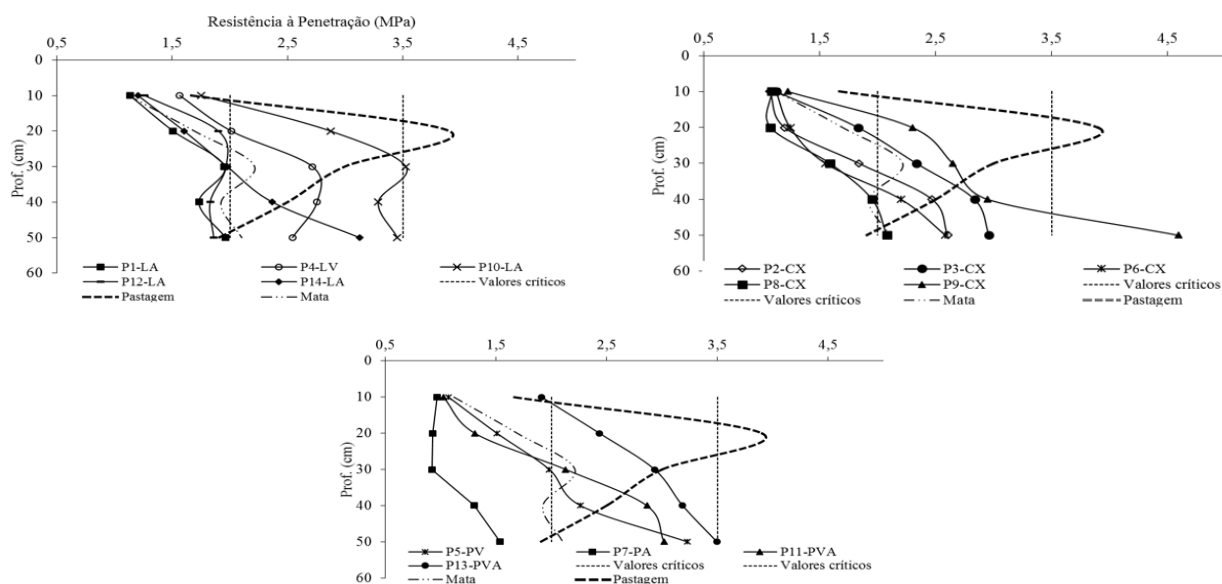 Resistência à Penetração (MPa)
0,5 1,5 2,5 3,5 4,5
0
10
20
30
40
50
60
Prof. (cm)
P1-LA P4-LV P10-LA
P12-LA P14-LA Valores críticos
Pastagem Mata
0,5 1,5 2,5 3,5 4,5
0
10
20
30
40
50
60
Prof. (cm)
P2-CX P3-CX P6-CX
P8-CX P9-CX Valores críticos
Valores críticos Mata Pastagem
0,5 1,5 2,5 3,5 4,5
0
10
20
30
40
50
60
Prof. (cm)
P5-PV P7-PA P11-PVA
P13-PVA Valores críticos Valores críticos
Mata Pastagem